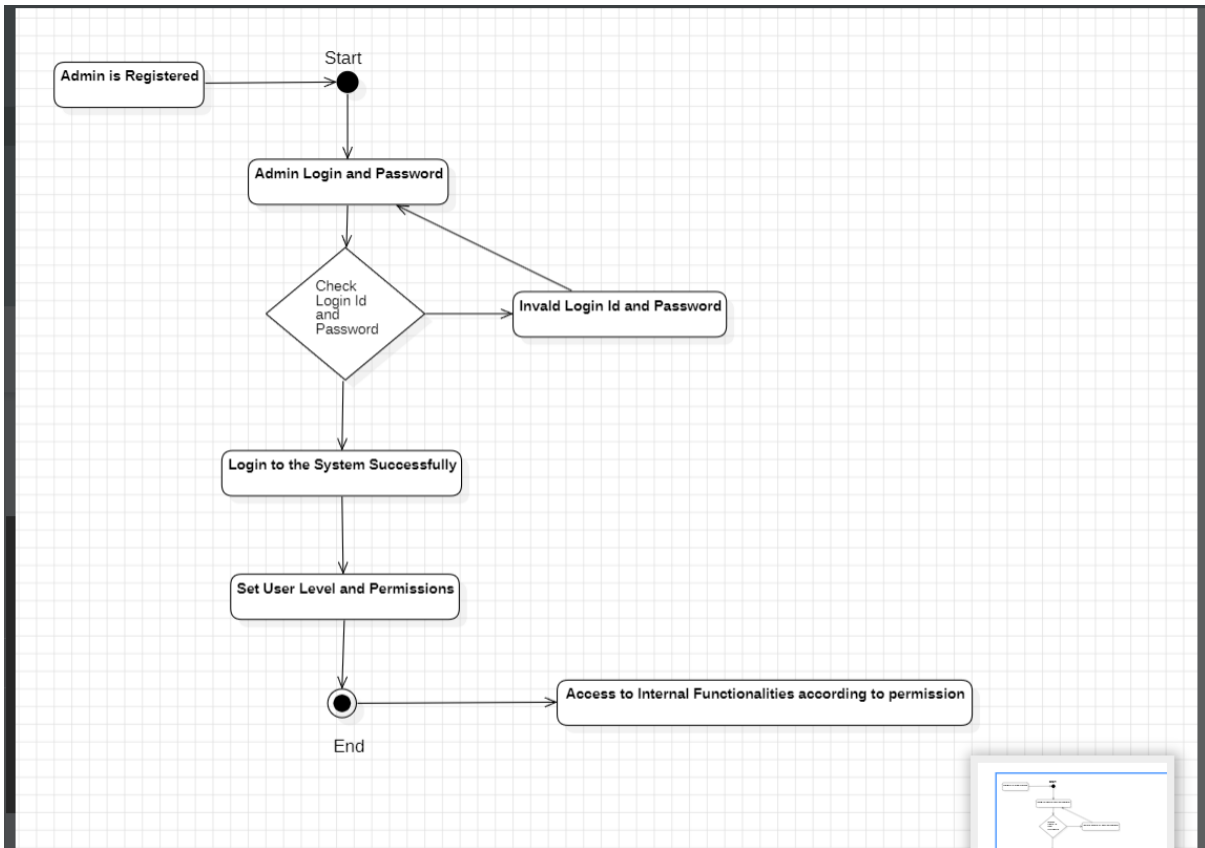 Start
Admin is Registered
Admin Login and Password
Check
Login Id
and
Password
Invald Login Id and Password
Login to the System Successfully
Set User Level and Permissions
Access to Internal Functionalities according to permission
End